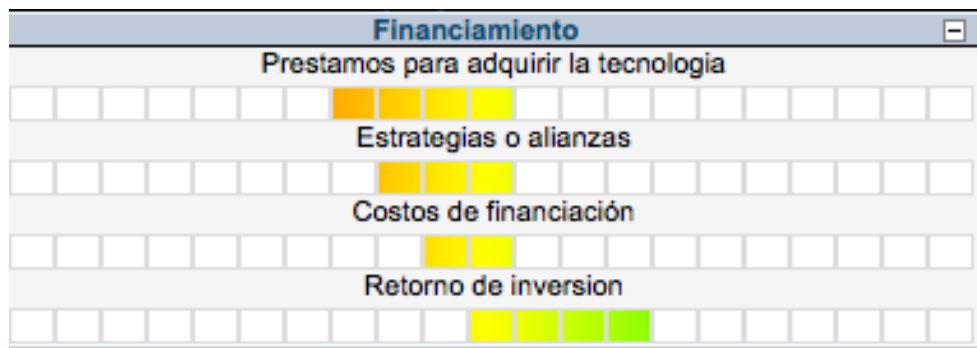 Financiamiento
Prestamos para adquirir la tecnologia
Estrategias o alianzas
Costos de financiación
Retorno de inversion